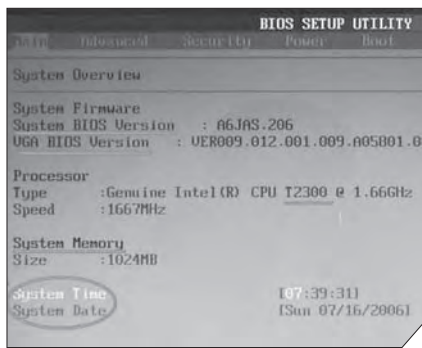 BIOS SETUP UTILITY
Main Advanced Security Power Boot
System Overview
System Firmware
System BIOS Version : A6JAS.206
VGA BIOS Version : VER009.012.001.009.A05801.0
Processor
Type :Genuine Intel(R) CPU T2300 @ 1.66GHz
Speed :1667MHz
System Memory
Size :1024MB
System Time [07:39:31]
System Date [Sun 07/16/2006]